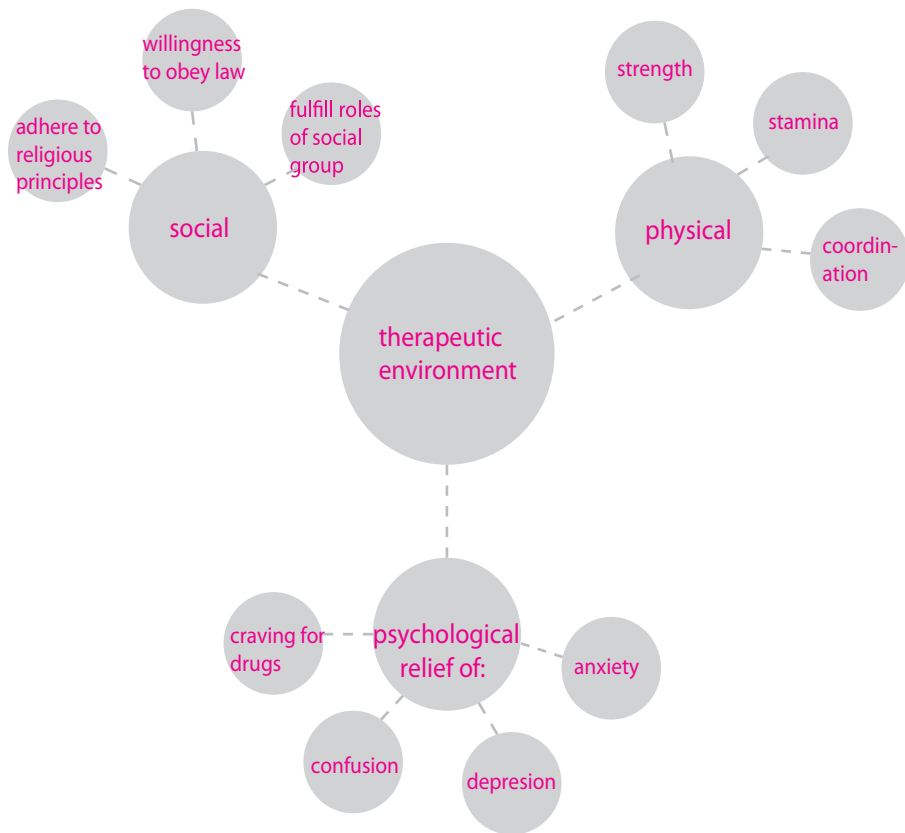 willingness
to obey law
adhere to
religious
principles
fulfill roles
of social
group
social
strength
stamina
physical
coordin-
ation
therapeutic
environment
psychological
relief of:
craving for
drugs
anxiety
confusion
depresion